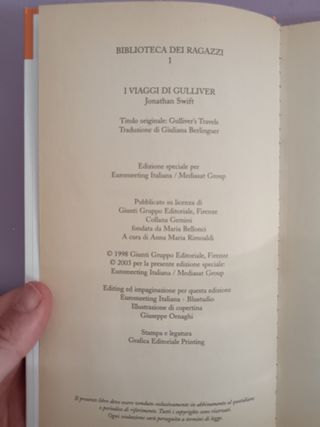 BIBLIOTECA DEI RAGAZZI
1
I VIAGGI DI GULLIVER
Jonathan Swift
Titolo originale: Gulliver's Travels
Traduzione di Giuliana Berlinguer
Edizione speciale per
Euromeeting Italiana / Mediasat Group
Pubblicato su licenza di
Giunti Gruppo Editoriale, Firenze
Collana Gemini
fondata da Maria Bellonci
A cura di Anna Maria Rimoaldi
© 1998 Giunti Gruppo Editoriale, Firenze
© 2003 per la presente edizione speciale:
Euromeeting Italiana / Mediasat Group
Editing ed impaginazione per questa edizione
Euromeeting Italiana - Blustudio
Illustrazione di copertina
Giuseppe Ornaghi
Stampa e legatura
Grafica Editoriale Printing
Il presente libro deve essere venduto esclusivamente in abbinamento al quotidiano
o periodico di riferimento. Tutti i copyrights sono riservati.
Ogni violazione sarà perseguita a termini di legge.